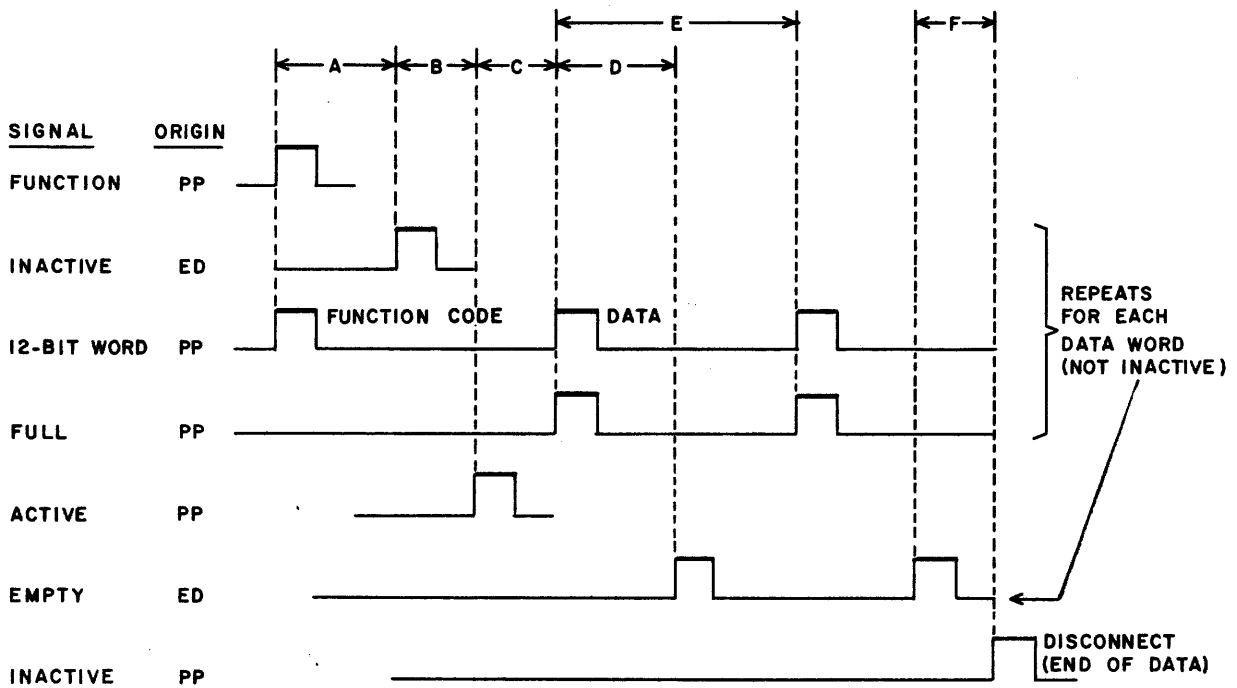 E
F
A
B
C
D
SIGNAL ORIGIN
FUNCTION PP
INACTIVE ED
12-BIT WORD PP
FUNCTION CODE
DATA
FULL PP
ACTIVE PP
EMPTY ED
INACTIVE PP
REPEATS
FOR EACH
DATA WORD
(NOT INACTIVE)
DISCONNECT
(END OF DATA)